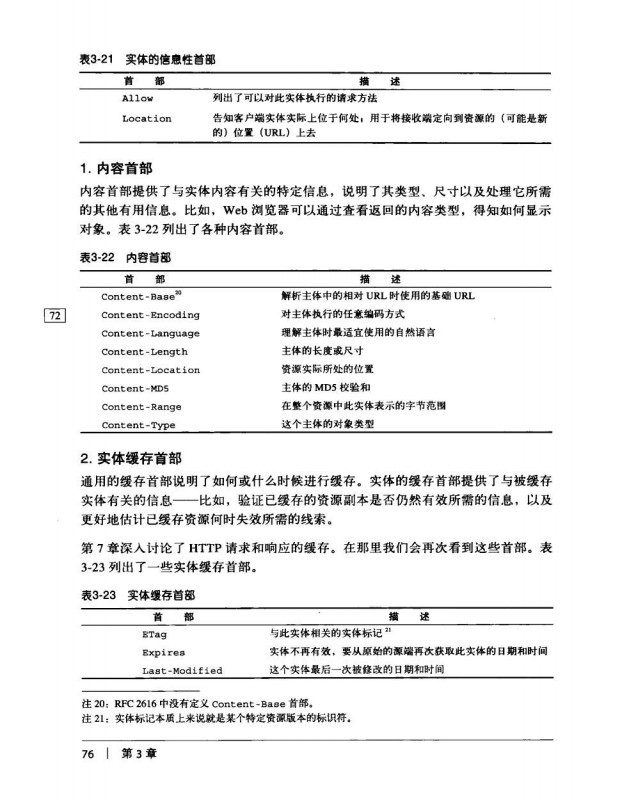 表3-21 实体的信息性首部
首 部 描 述
Allow 列出了可以对此实体执行的请求方法
Location 告知客户端实体实际上位于何处；用于将接收端定向到资源的（可能是新
的）位置（URL）上去
1. 内容首部
内容首部提供了与实体内容有关的特定信息，说明了其类型、尺寸以及处理它所需
的其他有用信息。比如，Web 浏览器可以通过查看返回的内容类型，得知如何显示
对象。表 3-22 列出了各种内容首部。
表3-22 内容首部
首 部 描 述
Content-Base20 解析主体中的相对 URL 时使用的基础 URL
72
Content-Encoding 对主体执行的任意编码方式
Content-Language 理解主体时最适宜使用的自然语言
Content-Length 主体的长度或尺寸
Content-Location 资源实际所处的位置
Content-MD5 主体的 MD5 校验和
Content-Range 在整个资源中此实体表示的字节范围
Content-Type 这个主体的对象类型
2. 实体缓存首部
通用的缓存首部说明了如何或什么时候进行缓存。实体的缓存首部提供了与被缓存
实体有关的信息——比如，验证已缓存的资源副本是否仍然有效所需的信息，以及
更好地估计已缓存资源何时失效所需的线索。
第 7 章深入讨论了 HTTP 请求和响应的缓存。在那里我们会再次看到这些首部。表
3-23 列出了一些实体缓存首部。
表3-23 实体缓存首部
首 部 描 述
ETag 与此实体相关的实体标记21
Expires 实体不再有效，要从原始的源端再次获取此实体的日期和时间
Last-Modified 这个实体最后一次被修改的日期和时间
注 20：RFC 2616 中没有定义 Content-Base 首部。
注 21：实体标记本质上来说就是某个特定资源版本的标识符。
76 | 第 3 章